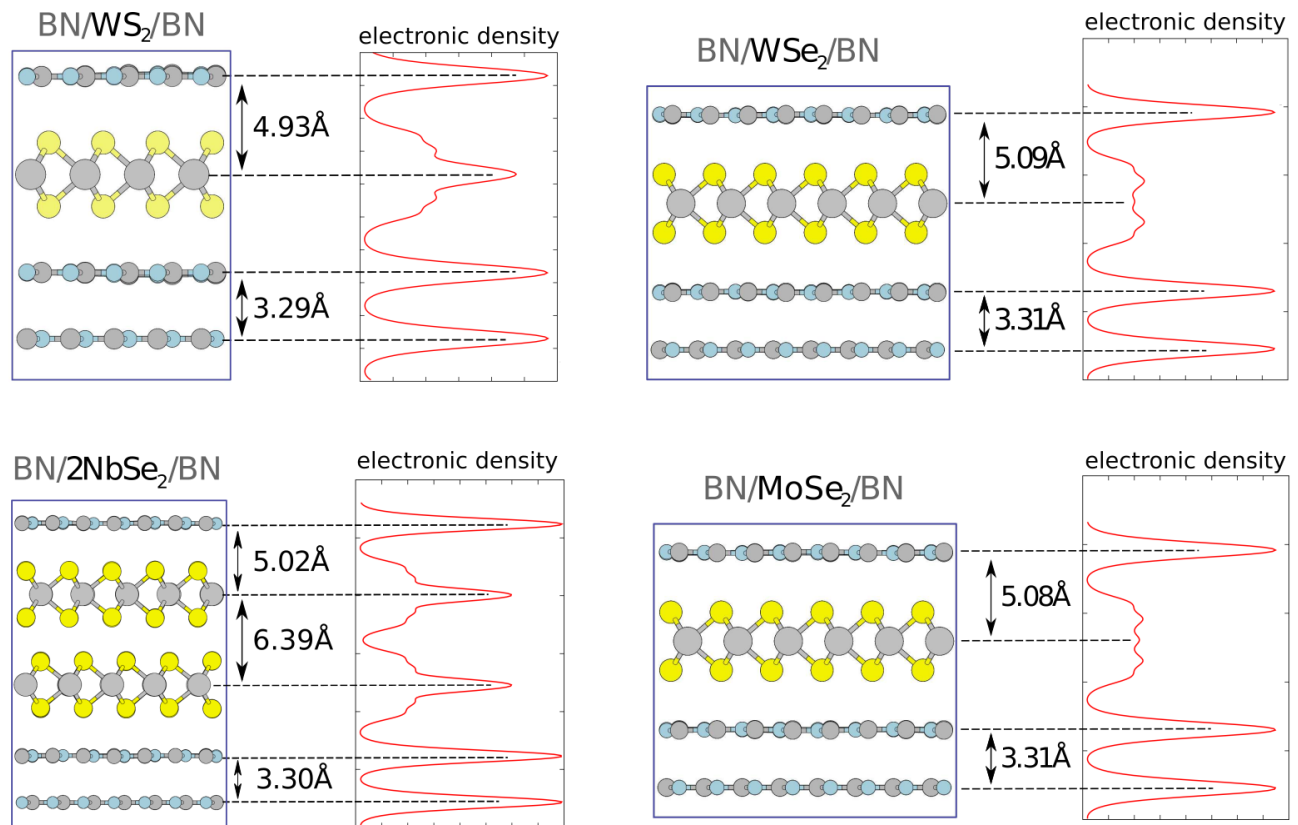 BN/WS₂/BN
electronic density
4.93Å
3.29Å
BN/WSe₂/BN
electronic density
5.09Å
3.31Å
BN/2NbSe₂/BN
electronic density
5.02Å
6.39Å
3.30Å
BN/MoSe₂/BN
electronic density
5.08Å
3.31Å